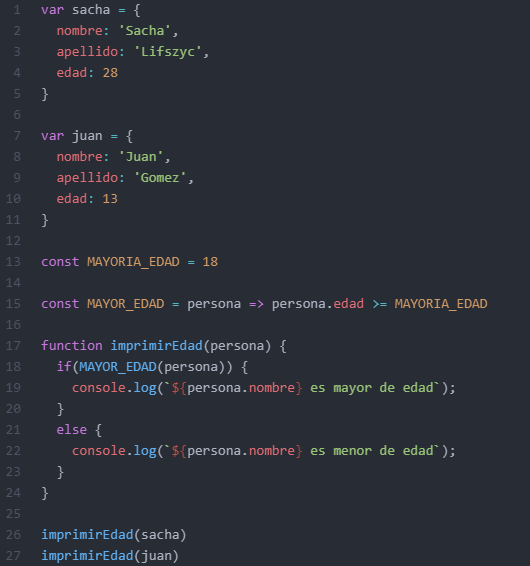 1 var sacha = {
2   nombre: 'Sacha',
3   apellido: 'Lifszyc',
4   edad: 28
5 }
6
7 var juan = {
8   nombre: 'Juan',
9   apellido: 'Gomez',
10   edad: 13
11 }
12
13 const MAYORIA_EDAD = 18
14
15 const MAYOR_EDAD = persona => persona.edad >= MAYORIA_EDAD
16
17 function imprimirEdad(persona) {
18   if(MAYOR_EDAD(persona)) {
19     console.log(`${persona.nombre} es mayor de edad`);
20   }
21   else {
22     console.log(`${persona.nombre} es menor de edad`);
23   }
24 }
25
26 imprimirEdad(sacha)
27 imprimirEdad(juan)